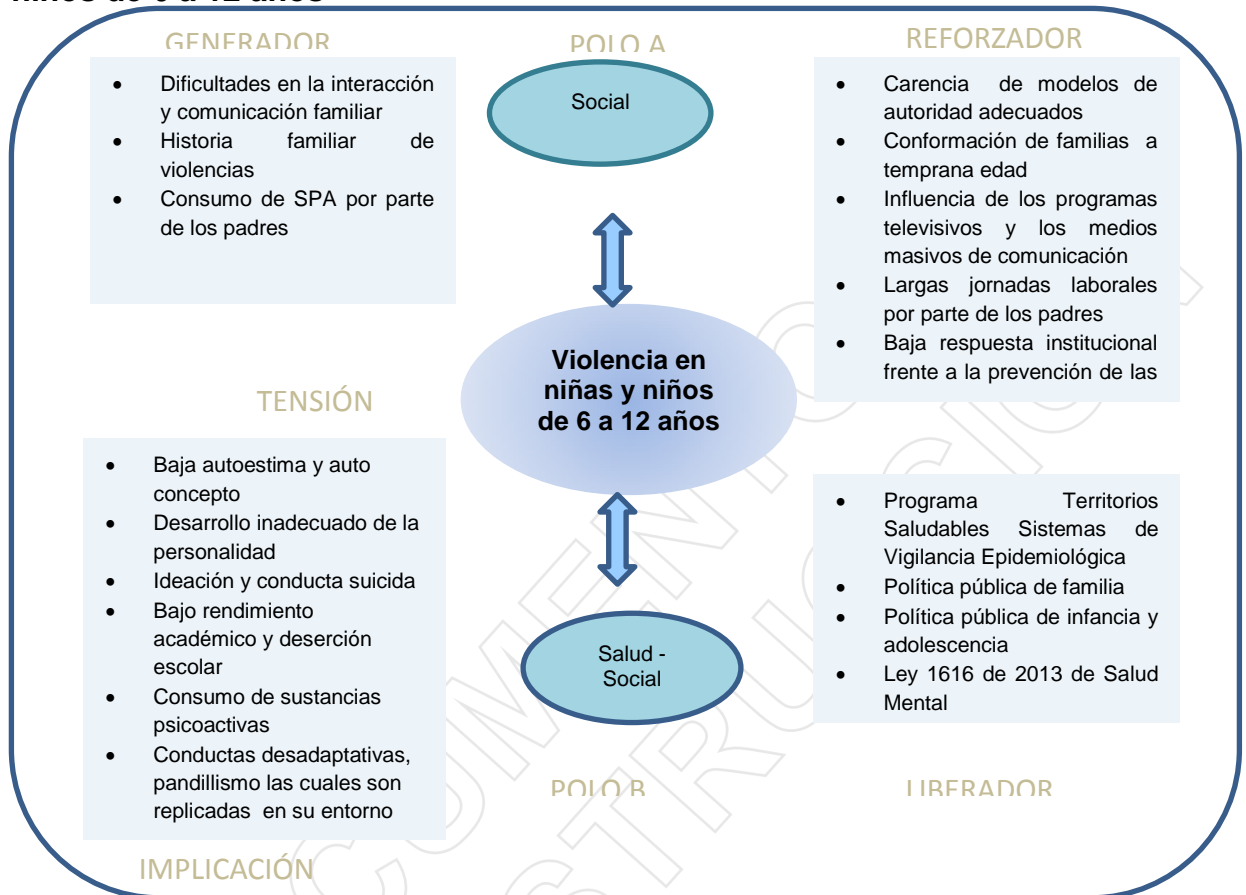 niños de 6 a 12 años
GENERADOR
POLO A
REFORZADOR
• Dificultades en la interacción
y comunicación familiar
• Historia familiar de
violencias
• Consumo de SPA por parte
de los padres
Social
• Carencia de modelos de
autoridad adecuados
• Conformación de familias a
temprana edad
• Influencia de los programas
televisivos y los medios
masivos de comunicación
• Largas jornadas laborales
por parte de los padres
• Baja respuesta institucional
frente a la prevención de las
Violencia en
niñas y niños
de 6 a 12 años
TENSIÓN
• Baja autoestima y auto
concepto
• Desarrollo inadecuado de la
personalidad
• Ideación y conducta suicida
• Bajo rendimiento
académico y deserción
escolar
• Consumo de sustancias
psicoactivas
• Conductas desadaptativas,
pandillismo las cuales son
replicadas en su entorno
Salud -
Social
• Programa Territorios
Saludables Sistemas de
Vigilancia Epidemiológica
• Política pública de familia
• Política pública de infancia y
adolescencia
• Ley 1616 de 2013 de Salud
Mental
POLO B
LIBERADOR
IMPLICACIÓN